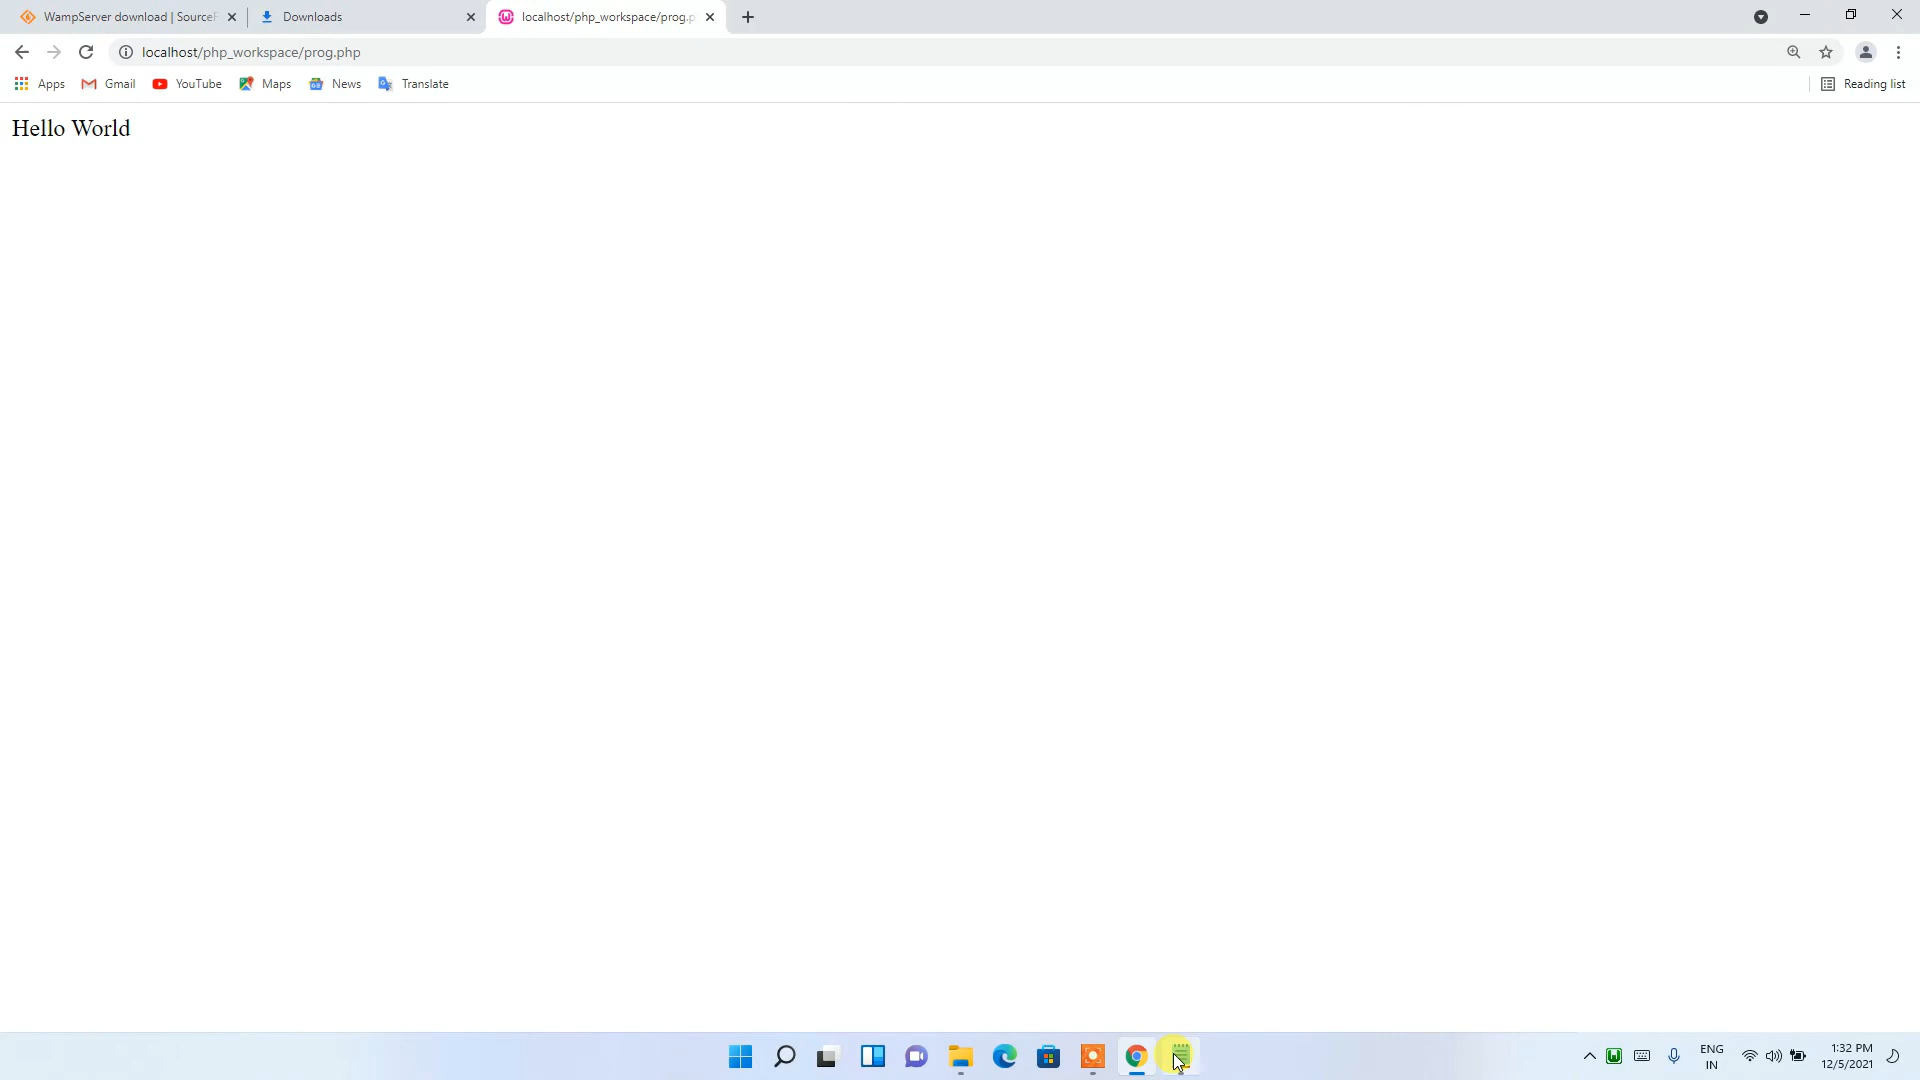 WampServer download | SourceF
Downloads
localhost/php_workspace/prog.p
localhost/php_workspace/prog.php
Apps
Gmail
YouTube
Maps
News
Translate
Reading list
Hello World
ENG
IN
1:32 PM
12/5/2021